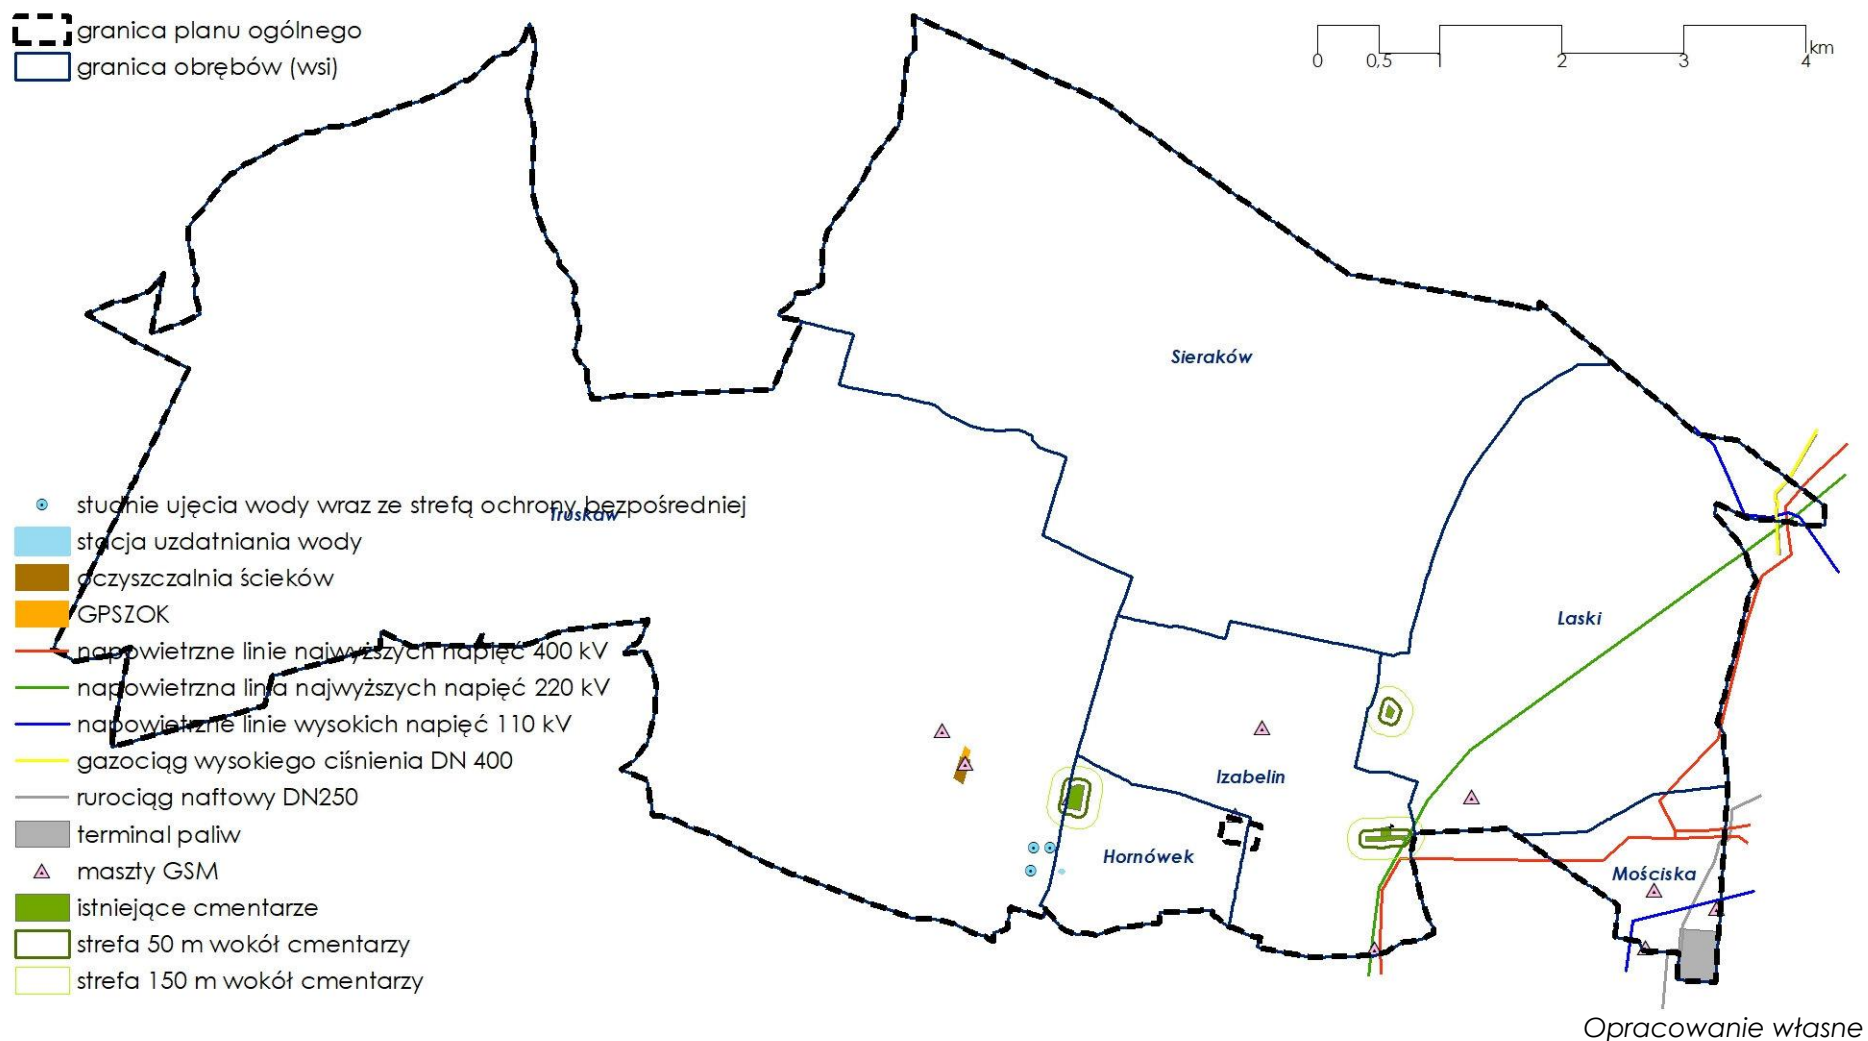 granica planu ogólnego
granica obrębów (wsi)
km
0 0,5 1 2 3 4
Sieraków
studnie ujęcia wody wraz ze strefą ochrony bezpośredniej
Truskaw
stacja uzdatniania wody
oczyszczalnia ścieków
GPSZOK
Laski
napowietrzne linie najwyższych napięć 400 kV
napowietrzna linia najwyższych napięć 220 kV
napowietrzne linie wysokich napięć 110 kV
gazociąg wysokiego ciśnienia DN 400
Izabelin
rurociąg naftowy DN250
terminal paliw
Hornówek
maszty GSM
Mościska
istniejące cmentarze
strefa 50 m wokół cmentarzy
strefa 150 m wokół cmentarzy
Opracowanie własne